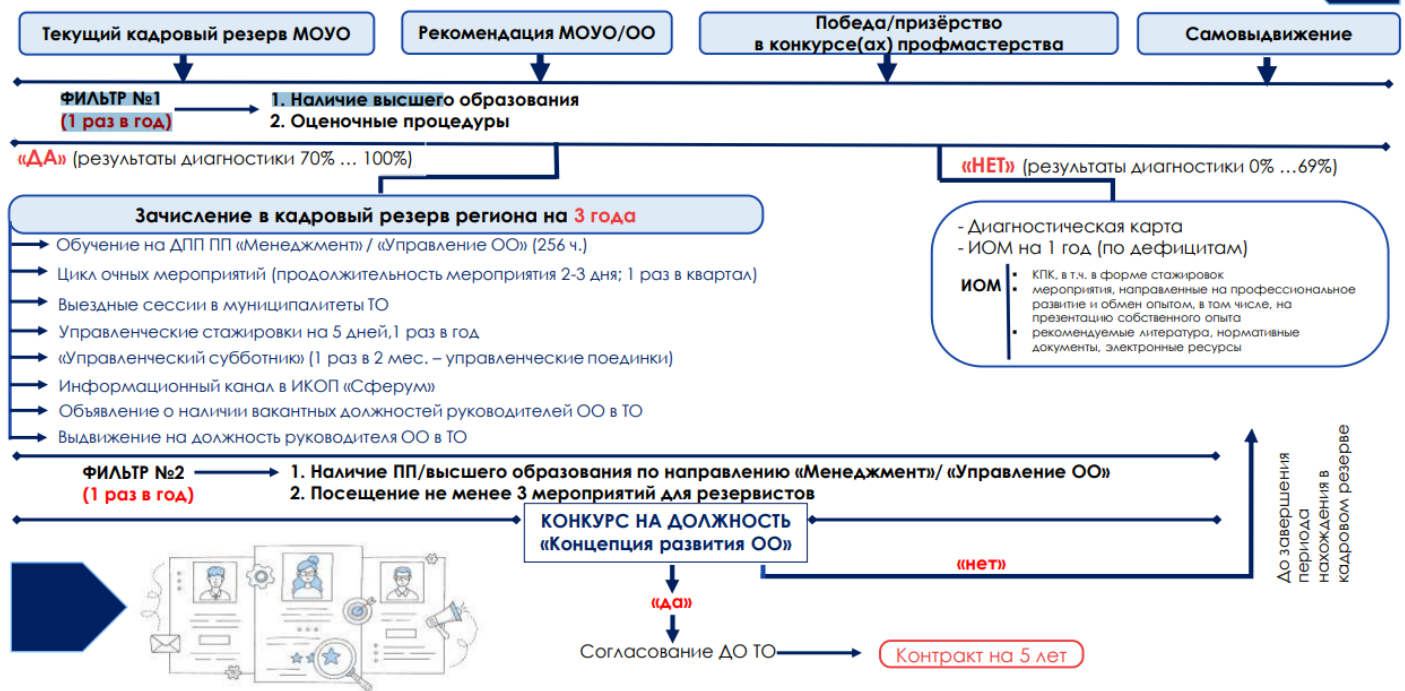 Текущий кадровый резерв МОУО
Рекомендация МОУО/ОО
Победа/призёрство
в конкурсе(ах) профмастерства
Самовыдвижение
ФИЛЬТР №1
(1 раз в год)
1. Наличие высшего образования
2. Оценочные процедуры
«ДА» (результаты диагностики 70% ... 100%)
«НЕТ» (результаты диагностики 0% ...69%)
Зачисление в кадровый резерв региона на 3 года
Обучение на ДПП ПП «Менеджмент» / «Управление ОО» (256 ч.)
Цикл очных мероприятий (продолжительность мероприятия 2-3 дня; 1 раз в квартал)
Выездные сессии в муниципалитеты ТО
Управленческие стажировки на 5 дней,1 раз в год
«Управленческий субботник» (1 раз в 2 мес. – управленческие поединки)
Информационный канал в ИКОП «Сферум»
Объявление о наличии вакантных должностей руководителей ОО в ТО
Выдвижение на должность руководителя ОО в ТО
- Диагностическая карта
- ИОМ на 1 год (по дефицитам)
ИОМ
▪ КПК, в т.ч. в форме стажировок
▪ мероприятия, направленные на профессиональное
развитие и обмен опытом, в том числе, на
презентацию собственного опыта
▪ рекомендуемые литература, нормативные
документы, электронные ресурсы
ФИЛЬТР №2
(1 раз в год)
1. Наличие ПП/высшего образования по направлению «Менеджмент»/ «Управление ОО»
2. Посещение не менее 3 мероприятий для резервистов
КОНКУРС НА ДОЛЖНОСТЬ
«Концепция развития ОО»
«нет»
До завершения
периода
нахождения в
кадровом резерве
«да»
Согласование ДО ТО
Контракт на 5 лет